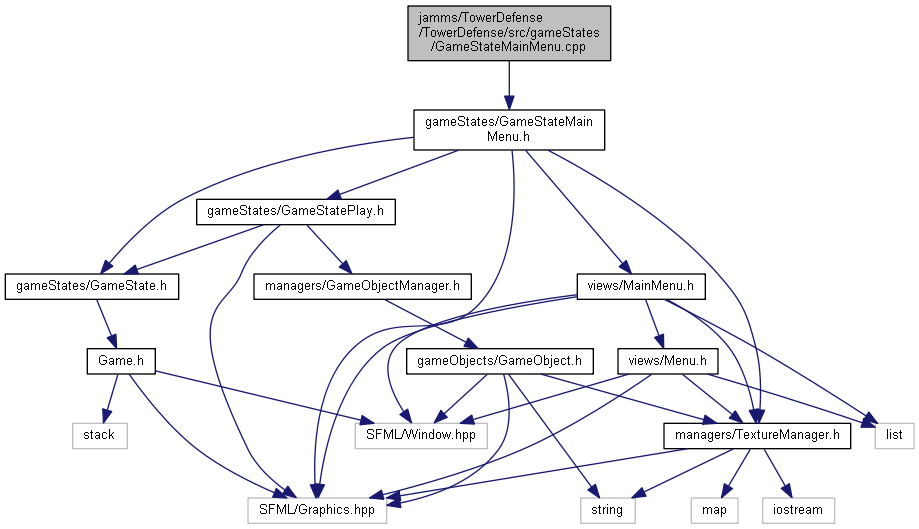 jamms/TowerDefense
/TowerDefense/src/gameStates
/GameStateMainMenu.cpp
gameStates/GameStateMain
Menu.h
gameStates/GameStatePlay.h
gameStates/GameState.h
managers/GameObjectManager.h
views/MainMenu.h
Game.h
gameObjects/GameObject.h
views/Menu.h
stack
SFML/Window.hpp
managers/TextureManager.h
list
SFML/Graphics.hpp
string
map
iostream